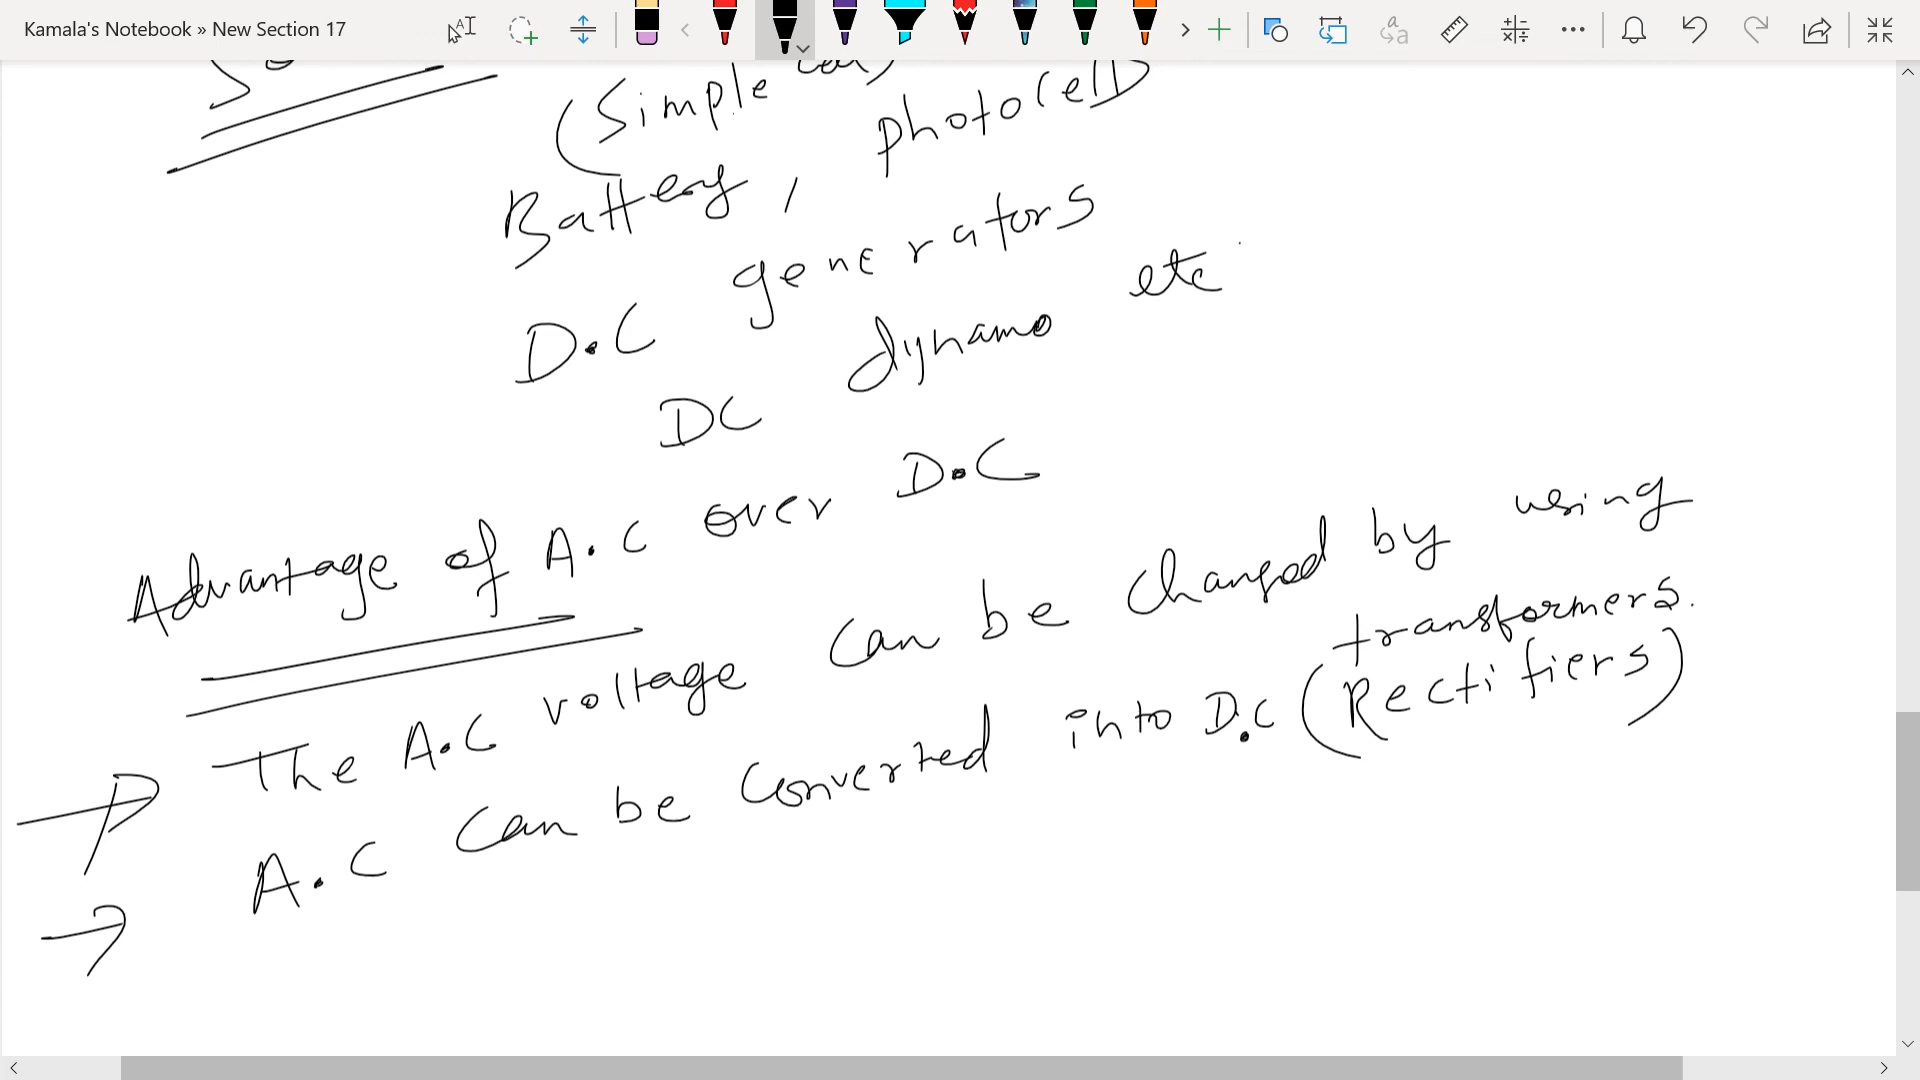 Kamala's Notebook » New Section 17
(Simple
Battery, photocell)
D.C generators
DC dynamo etc
Advantage of A.C over D.C
→ The A.C voltage can be changed by using transformers.
→ A.C can be converted into D.C (Rectifiers)